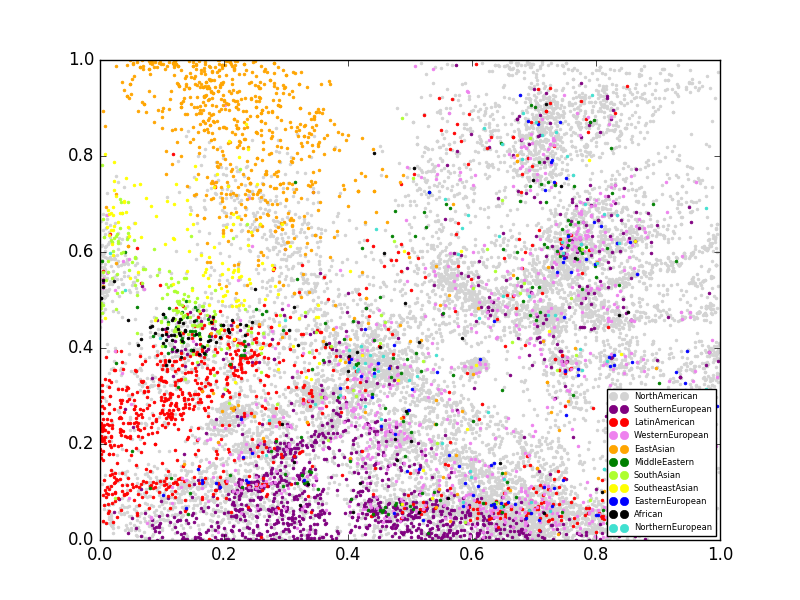 1.0
0.8
0.6
0.4
0.2
0.0
0.0 0.2 0.4 0.6 0.8 1.0
NorthAmerican
SouthernEuropean
LatinAmerican
WesternEuropean
EastAsian
MiddleEastern
SouthAsian
SoutheastAsian
EasternEuropean
African
NorthernEuropean